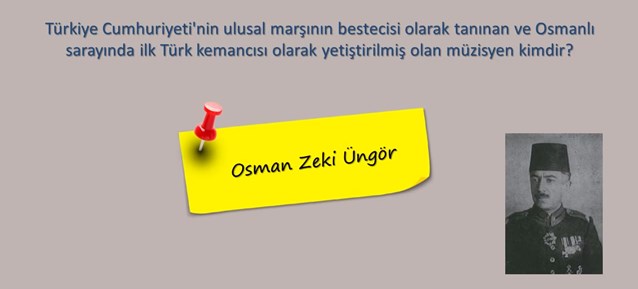 Türkiye Cumhuriyeti'nin ulusal marşının bestecisi olarak tanınan ve Osmanlı
sarayında ilk Türk kemancısı olarak yetiştirilmiş olan müzisyen kimdir?
Osman Zeki Üngör